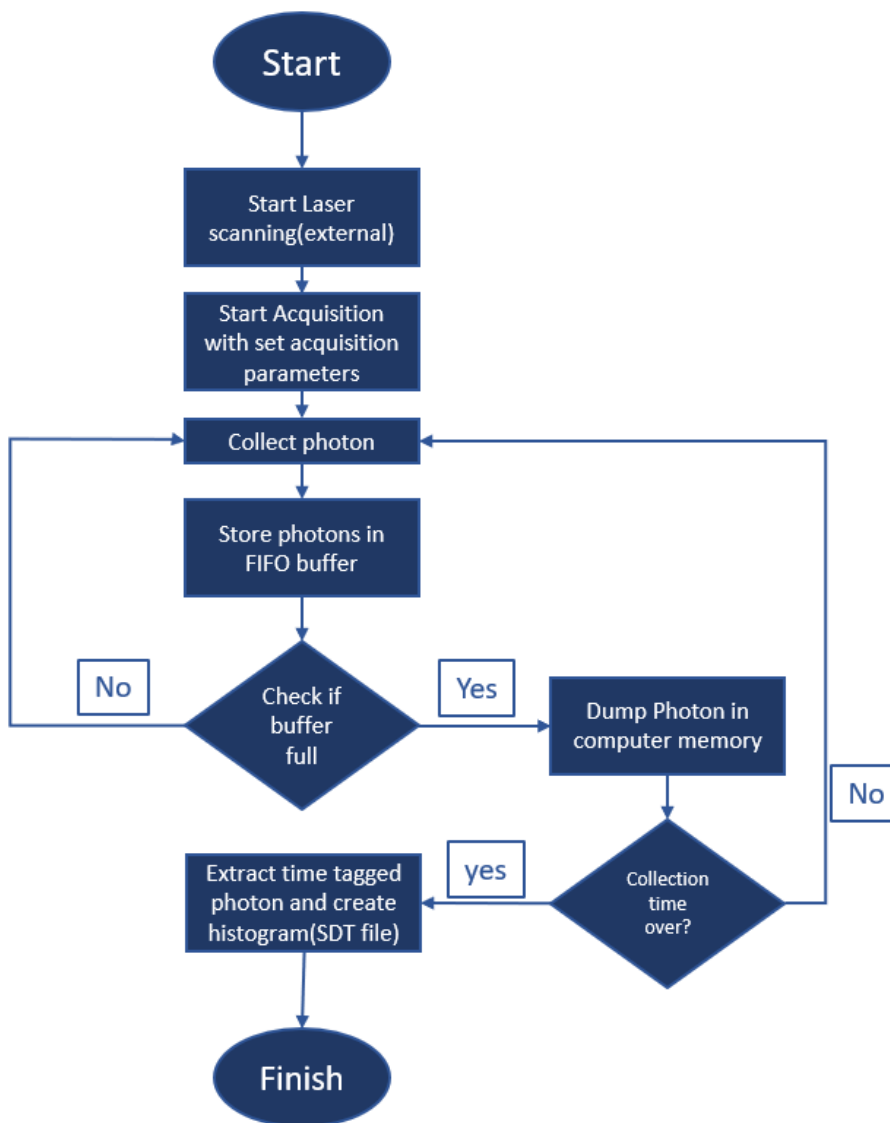 Start
Start Laser
scanning(external)
Start Acquisition
with set acquisition
parameters
Collect photon
Store photons in
FIFO buffer
No
Check if
buffer
full
Yes
Dump Photon in
computer memory
No
Collection
time
over?
yes
Extract time tagged
photon and create
histogram(SDT file)
Finish